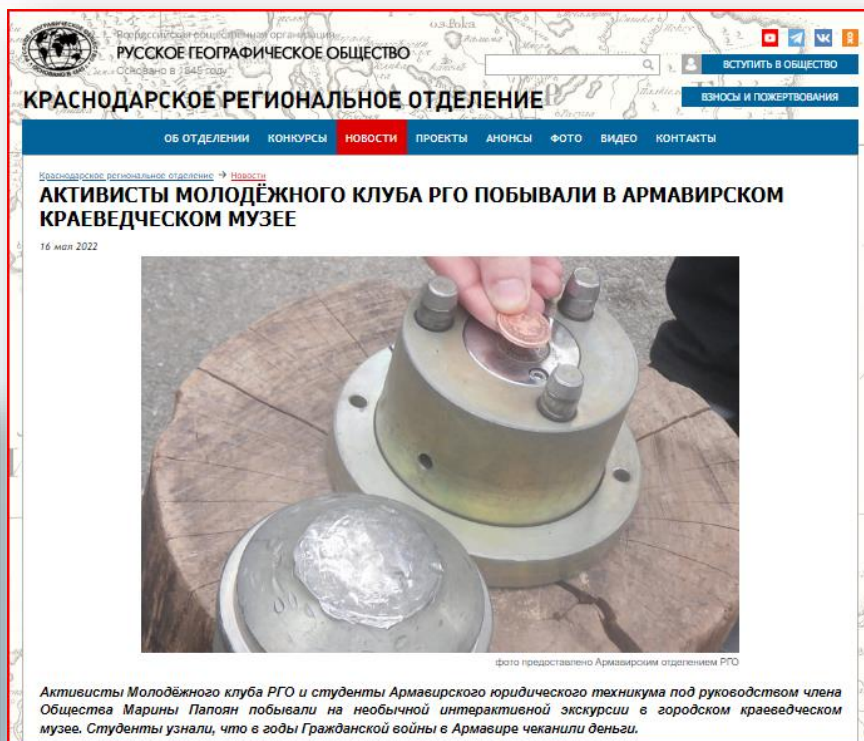 Всероссийская общественная организация
РУССКОЕ ГЕОГРАФИЧЕСКОЕ ОБЩЕСТВО
Основано в 1845 году
ВСТУПИТЬ В ОБЩЕСТВО
КРАСНОДАРСКОЕ РЕГИОНАЛЬНОЕ ОТДЕЛЕНИЕ
ВЗНОСЫ И ПОЖЕРТВОВАНИЯ
ОБ ОТДЕЛЕНИИ КОНКУРСЫ НОВОСТИ ПРОЕКТЫ АНОНСЫ ФОТО ВИДЕО КОНТАКТЫ
Краснодарское региональное отделение → Новости
АКТИВИСТЫ МОЛОДЁЖНОГО КЛУБА РГО ПОБЫВАЛИ В АРМАВИРСКОМ
КРАЕВЕДЧЕСКОМ МУЗЕЕ
16 мая 2022
фото предоставлено Армавирским отделением РГО
Активисты Молодёжного клуба РГО и студенты Армавирского юридического техникума под руководством члена
Общества Марины Папоян побывали на необычной интерактивной экскурсии в городском краеведческом
музее. Студенты узнали, что в годы Гражданской войны в Армавире чеканили деньги.